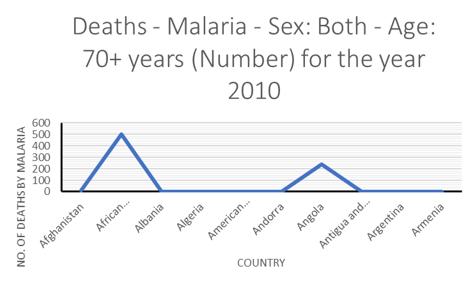 Deaths - Malaria - Sex: Both - Age:
70+ years (Number) for the year
2010
NO. OF DEATHS BY MALARIA
600
500
400
300
200
100
0
Afghanistan
African...
Albania
Algeria
American...
Andorra
Angola
Antigua and...
Argentina
Armenia
COUNTRY